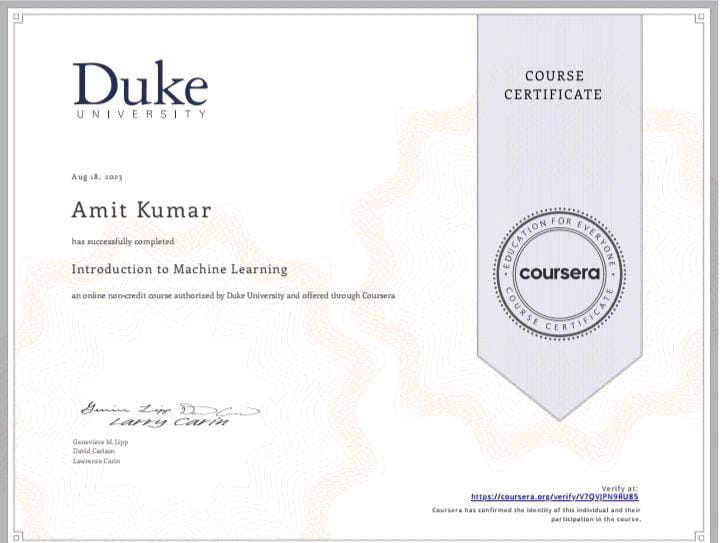 Duke
UNIVERSITY
COURSE
CERTIFICATE
Aug 18, 2023
Amit Kumar
has successfully completed
Introduction to Machine Learning
an online non-credit course authorized by Duke University and offered through Coursera
EDUCATION FOR EVERYONE
coursera
COURSE CERTIFICATE
Genevieve Lipp David Carlson
Larry Carin
Genevieve M. Lipp
David Carlson
Lawrence Carin
Verify at:
https://coursera.org/verify/V7QVJPN9RU85
Coursera has confirmed the identity of this individual and their
participation in the course.